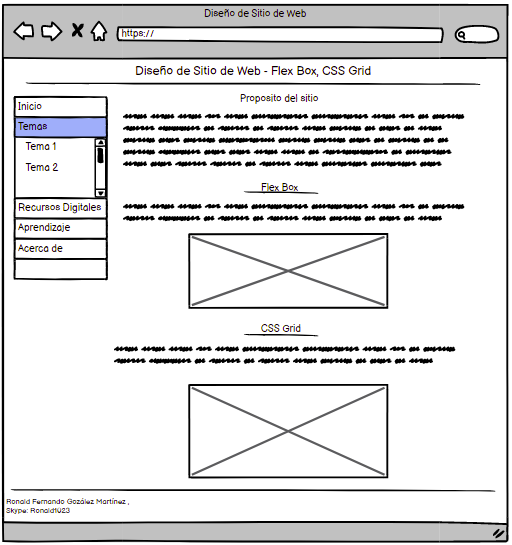 Diseño de Sitio de Web
https://
Diseño de Sitio de Web - Flex Box, CSS Grid
Inicio
Temas
Tema 1
Tema 2
Recursos Digitales
Aprendizaje
Acerca de
Proposito del sitio
Flex Box
CSS Grid
Ronald Fernando Gozález Martínez ,
Skype: Ronald1023